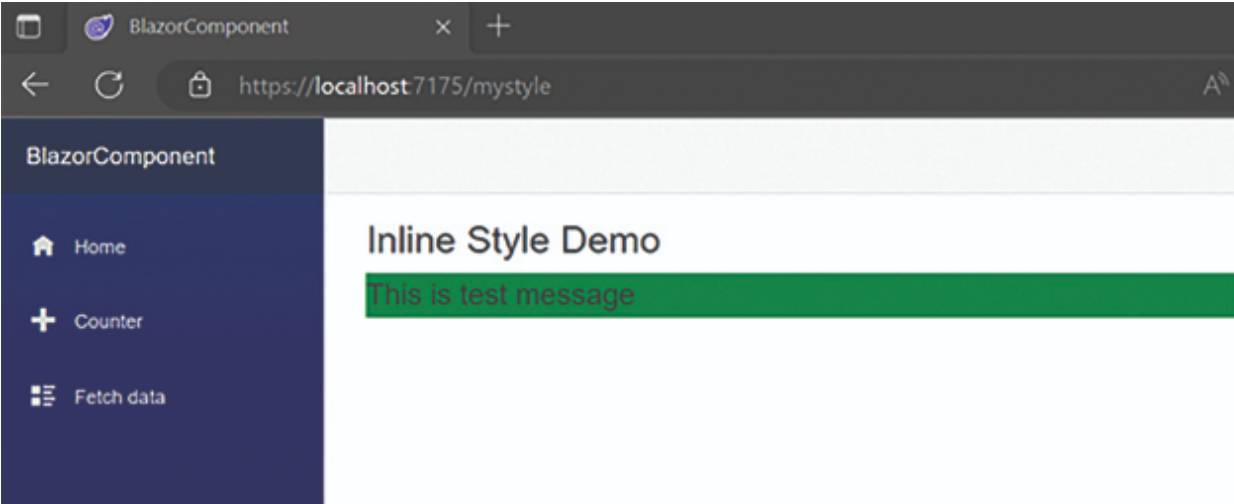 BlazorComponent
https://localhost:7175/mystyle
A
BlazorComponent
Home
Counter
Fetch data
Inline Style Demo
This is test message